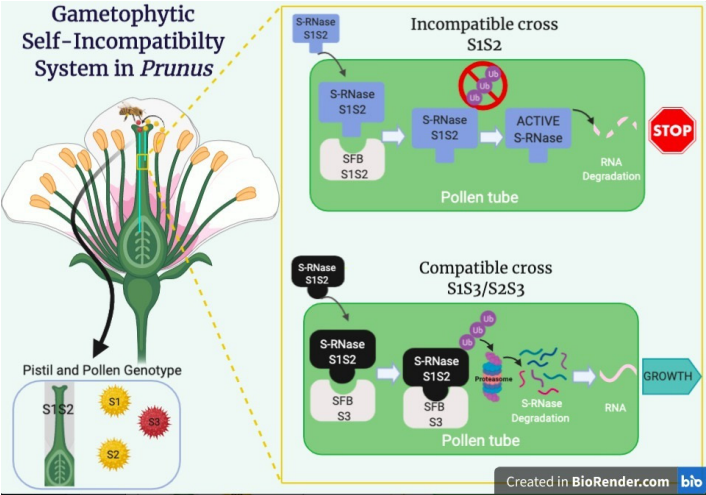 Gametophytic
Self-Incompatibilty
System in Prunus
Pistil and Pollen Genotype
S1S2
S1
S3
S2
Incompatible cross
S1S2
S-RNase
S1S2
S-RNase
S1S2
SFB
S1S2
Ub
Ub
Ub
S-RNase
S1S2
ACTIVE
S-RNase
RNA
Degradation
STOP
Pollen tube
Compatible cross
S1S3/S2S3
S-RNase
S1S2
S-RNase
S1S2
SFB
S3
S-RNase
S1S2
SFB
S3
Ub
Ub
Ub
Proteasome
S-RNase
Degradation
RNA
GROWTH
Pollen tube
Created in BioRender.com bio